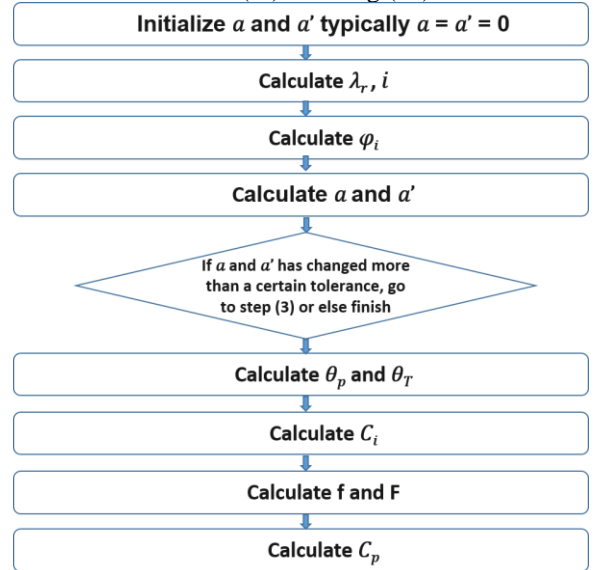 Initialize a and a' typically a = a' = 0
Calculate λr, i
Calculate φi
Calculate a and a'
If a and a' has changed more
than a certain tolerance, go
to step (3) or else finish
Calculate θp and θT
Calculate Ci
Calculate f and F
Calculate Cp